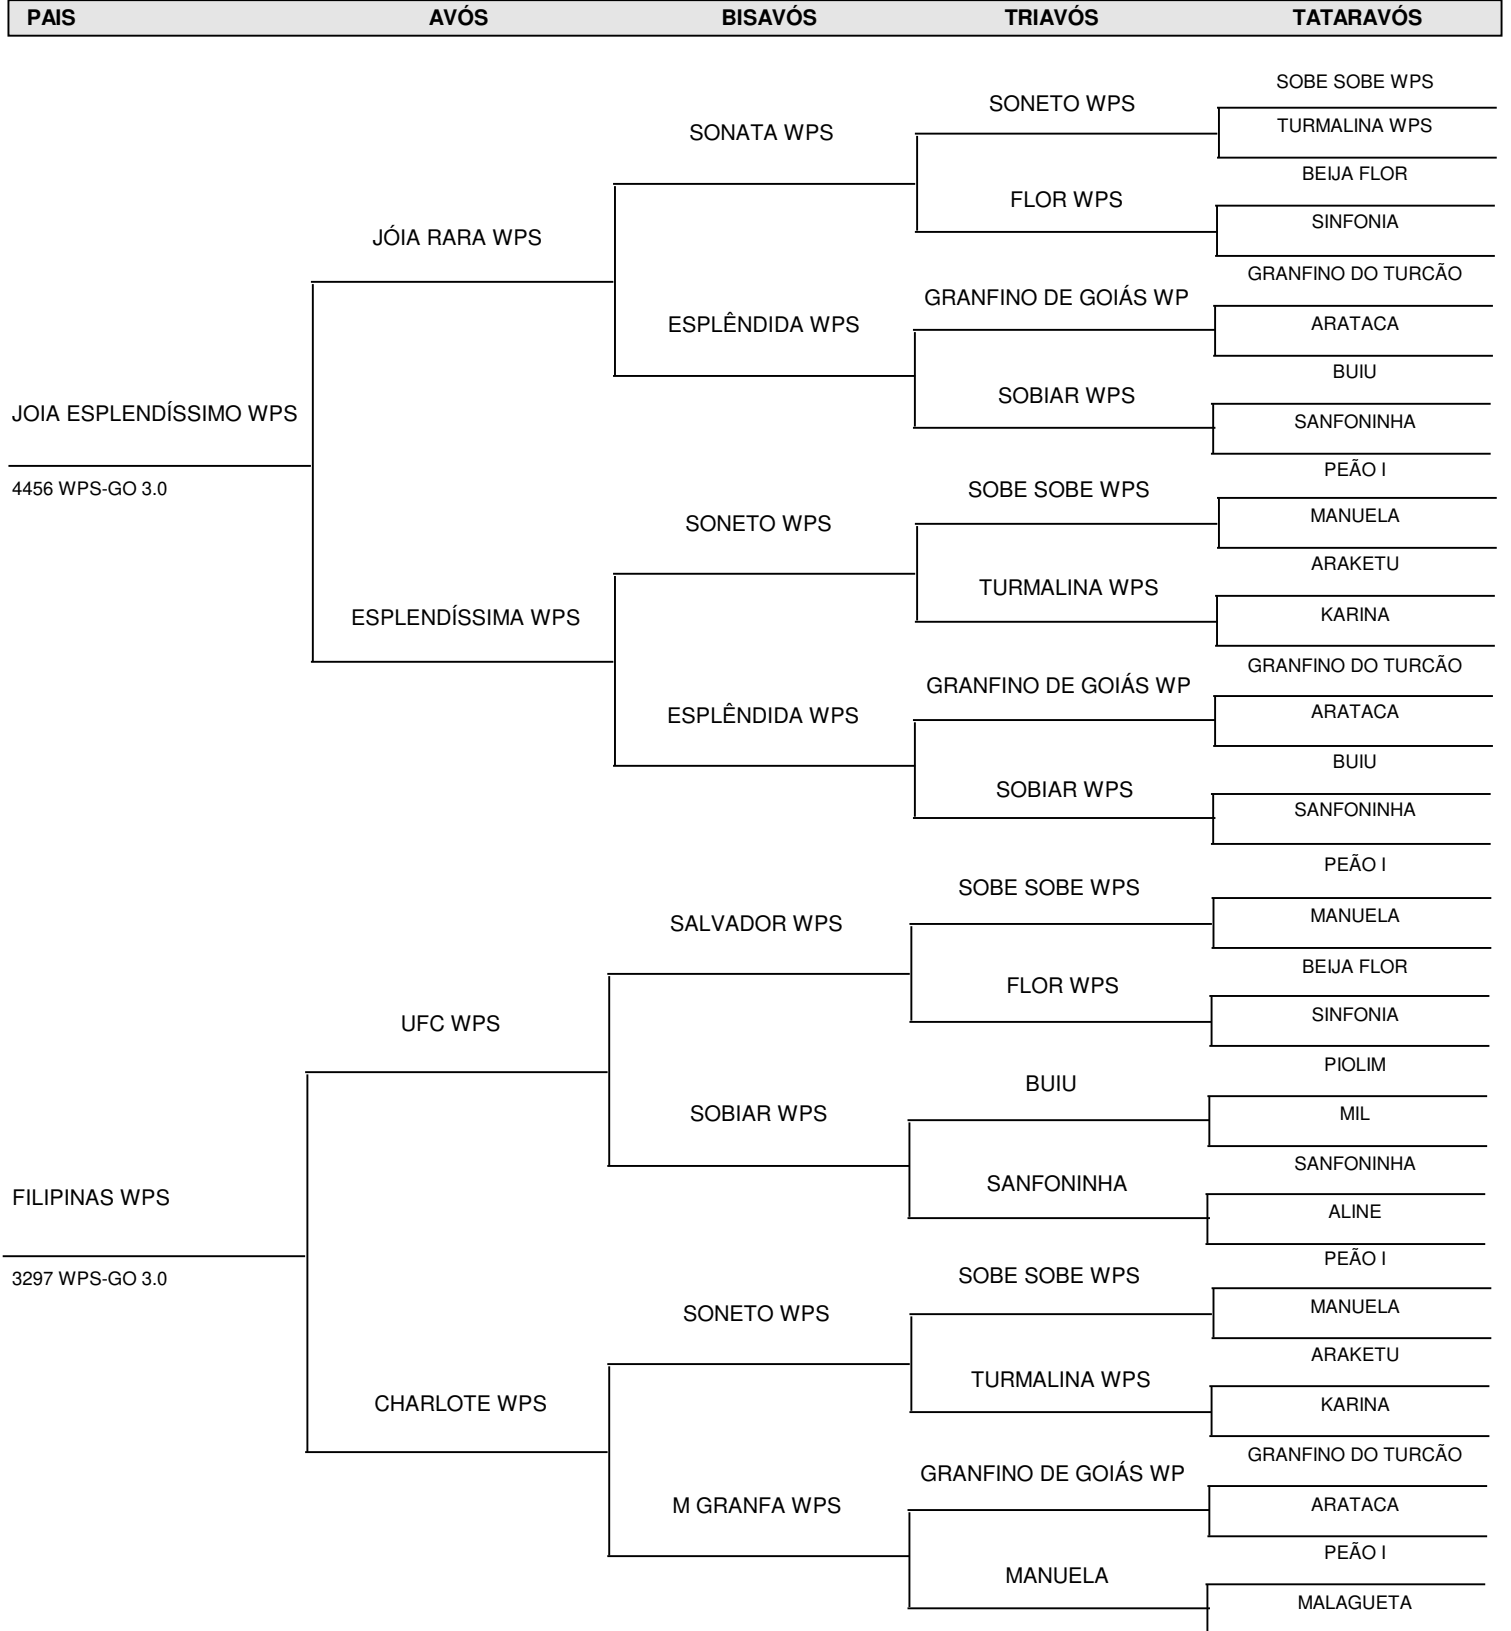 PAIS AVÓS BISAVÓS TRIAVÓS TATARAVÓS
SOBE SOBE WPS
SONETO WPS
TURMALINA WPS
SONATA WPS
BEIJA FLOR
FLOR WPS
SINFONIA
JÓIA RARA WPS
GRANFINO DO TURCÃO
GRANFINO DE GOIÁS WP
ARATACA
ESPLÊNDIDA WPS
BUIU
SOBIAR WPS
SANFONINHA
JOIA ESPLENDÍSSIMO WPS
4456 WPS-GO 3.0
PEÃO I
SOBE SOBE WPS
MANUELA
SONETO WPS
ARAKETU
TURMALINA WPS
KARINA
ESPLENDÍSSIMA WPS
GRANFINO DO TURCÃO
GRANFINO DE GOIÁS WP
ARATACA
ESPLÊNDIDA WPS
BUIU
SOBIAR WPS
SANFONINHA
PEÃO I
SOBE SOBE WPS
MANUELA
SALVADOR WPS
BEIJA FLOR
FLOR WPS
SINFONIA
UFC WPS
PIOLIM
BUIU
MIL
SOBIAR WPS
SANFONINHA
SANFONINHA
ALINE
FILIPINAS WPS
3297 WPS-GO 3.0
PEÃO I
SOBE SOBE WPS
MANUELA
SONETO WPS
ARAKETU
TURMALINA WPS
KARINA
CHARLOTE WPS
GRANFINO DO TURCÃO
GRANFINO DE GOIÁS WP
ARATACA
M GRANFA WPS
PEÃO I
MANUELA
MALAGUETA